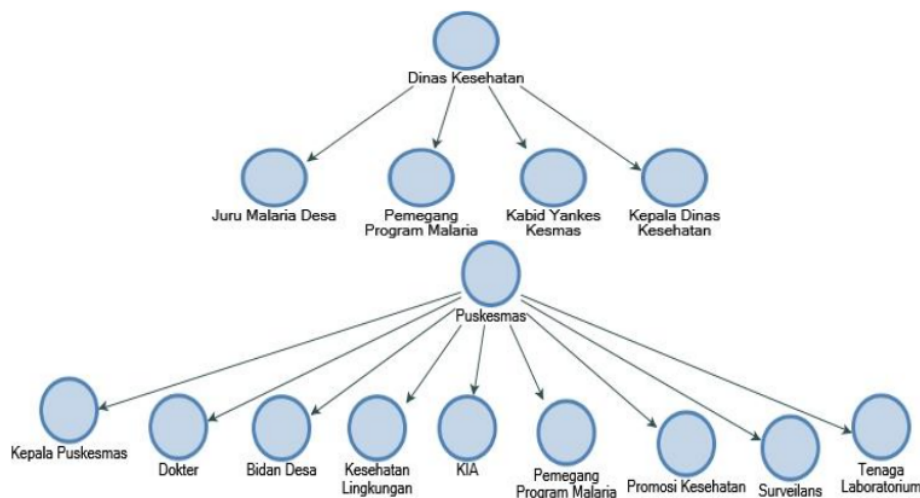 Dinas Kesehatan
Juru Malaria Desa
Pemegang
Program Malaria
Kabid Yankes
Kesmas
Kepala Dinas
Kesehatan
Puskesmas
Kepala Puskesmas
Dokter
Bidan Desa
Kesehatan
Lingkungan
KIA
Pemegang
Program Malaria
Promosi Kesehatan
Surveilans
Tenaga
Laboratorium